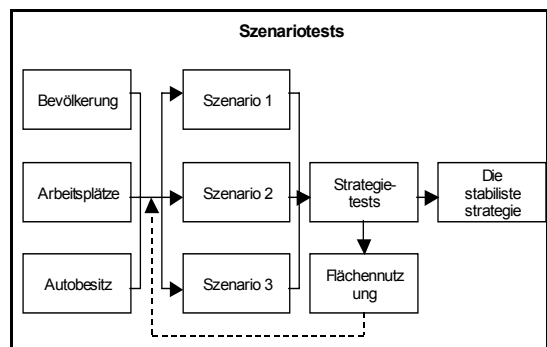 Szenariotests
Bevölkerung
Szenario 1
Arbeitsplätze
Szenario 2
Strategie-
tests
Die
stabiliste
strategie
Autobesitz
Szenario 3
Flächennutz
ung